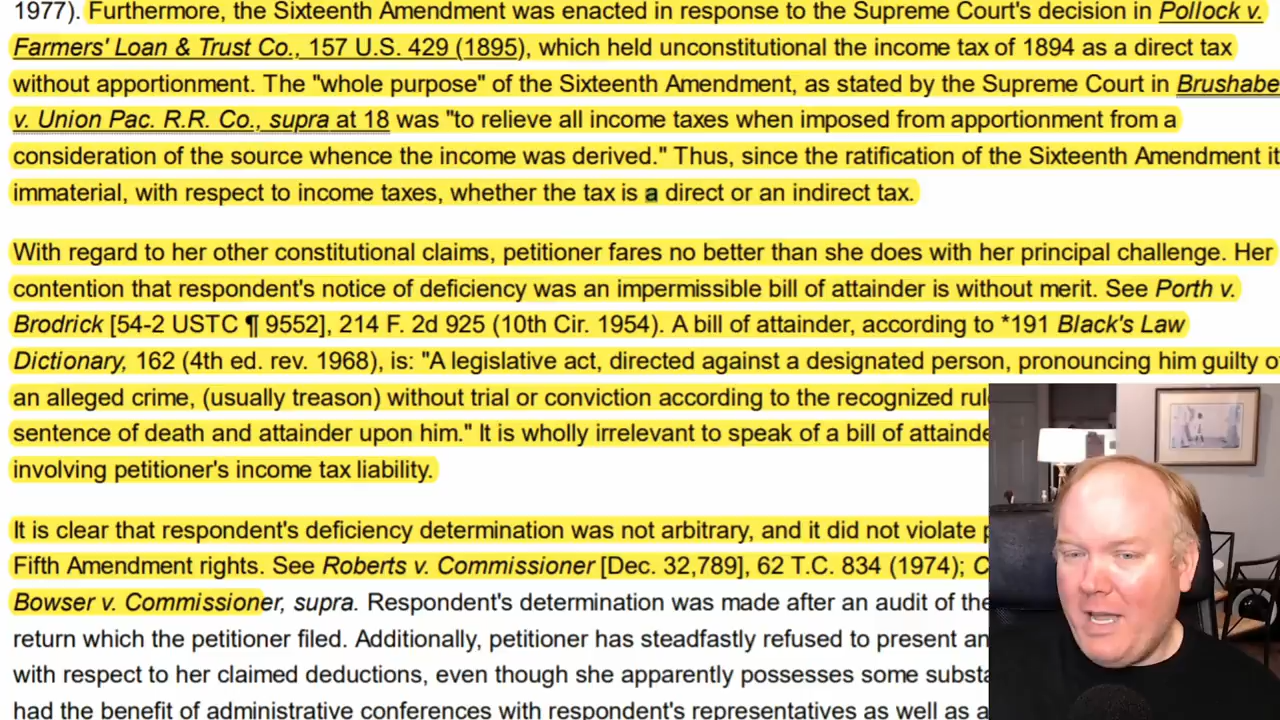 1977). Furthermore, the Sixteenth Amendment was enacted in response to the Supreme Court's decision in Pollock v.
Farmers' Loan & Trust Co., 157 U.S. 429 (1895), which held unconstitutional the income tax of 1894 as a direct tax
without apportionment. The "whole purpose" of the Sixteenth Amendment, as stated by the Supreme Court in Brushabe
v. Union Pac. R.R. Co., supra at 18 was "to relieve all income taxes when imposed from apportionment from a
consideration of the source whence the income was derived." Thus, since the ratification of the Sixteenth Amendment it
immaterial, with respect to income taxes, whether the tax is a direct or an indirect tax.
With regard to her other constitutional claims, petitioner fares no better than she does with her principal challenge. Her
contention that respondent's notice of deficiency was an impermissible bill of attainder is without merit. See Porth v.
Brodrick [54-2 USTC ¶ 9552], 214 F. 2d 925 (10th Cir. 1954). A bill of attainder, according to *191 Black's Law
Dictionary, 162 (4th ed. rev. 1968), is: "A legislative act, directed against a designated person, pronouncing him guilty o
an alleged crime, (usually treason) without trial or conviction according to the recognized rul
sentence of death and attainder upon him." It is wholly irrelevant to speak of a bill of attainde
involving petitioner's income tax liability.
It is clear that respondent's deficiency determination was not arbitrary, and it did not violate p
Fifth Amendment rights. See Roberts v. Commissioner [Dec. 32,789], 62 T.C. 834 (1974); C
Bowser v. Commissioner, supra. Respondent's determination was made after an audit of the
return which the petitioner filed. Additionally, petitioner has steadfastly refused to present an
with respect to her claimed deductions, even though she apparently possesses some substa
had the benefit of administrative conferences with respondent's representatives as well as a